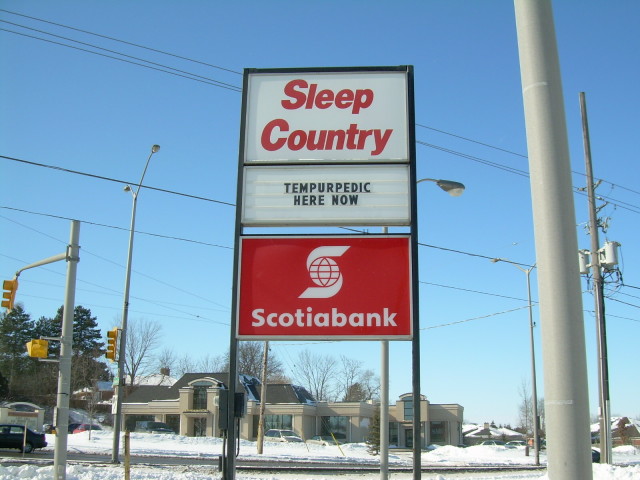 Sleep
Country
TEMPURPEDIC
HERE NOW
Scotiabank